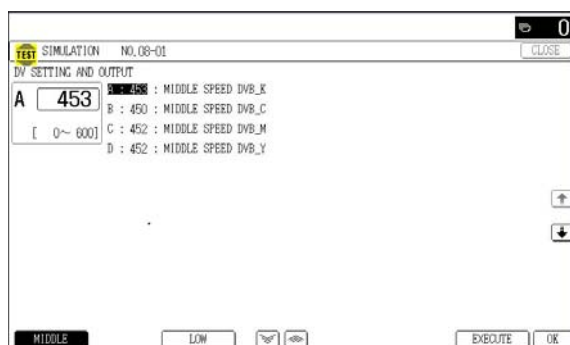 0
TEST SIMULATION NO.08-01
CLOSE
DV SETTING AND OUTPUT
A 453
[ 0~ 600]
A : 453 : MIDDLE SPEED DVB_K
B : 450 : MIDDLE SPEED DVB_C
C : 452 : MIDDLE SPEED DVB_M
D : 452 : MIDDLE SPEED DVB_Y
MIDDLE LOW EXECUTE OK